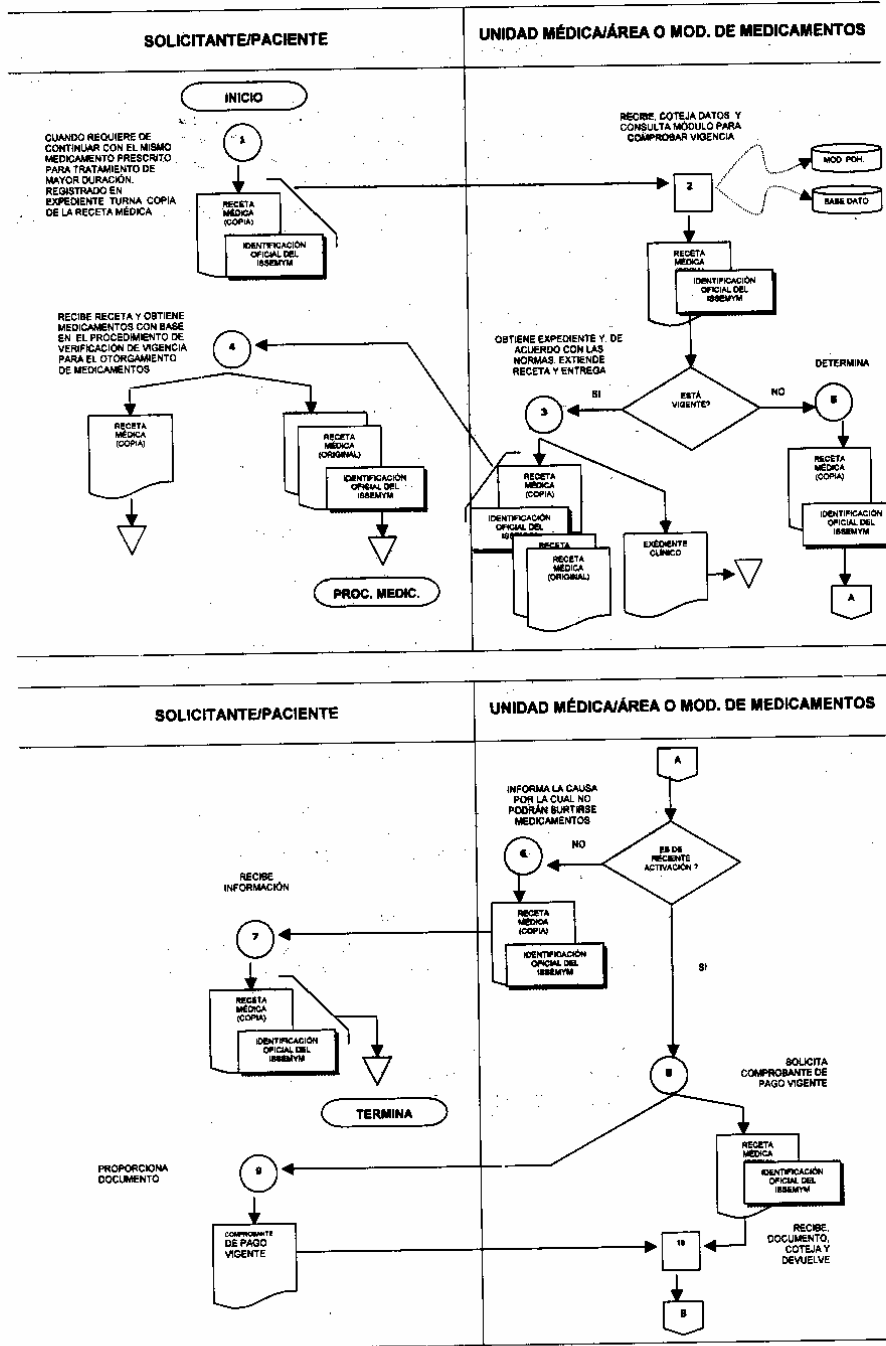 SOLICITANTE/PACIENTE
UNIDAD MÉDICA/ÁREA O MOD. DE MEDICAMENTOS
INICIO
CUANDO REQUIERE DE
CONTINUAR CON EL MISMO
MEDICAMENTO PRESCRITO
PARA TRATAMIENTO DE
MAYOR DURACIÓN,
REGISTRADO EN
EXPEDIENTE TURNA COPIA
DE LA RECETA MÉDICA
1
RECETA
MÉDICA
(COPIA)
IDENTIFICACIÓN
OFICIAL DEL
ISSEMYM
RECIBE, COTEJA DATOS Y
CONSULTA MÓDULO PARA
COMPROBAR VIGENCIA
2
MOD. PDH.
BASE DATO
RECETA
MÉDICA
IDENTIFICACIÓN
OFICIAL DEL
ISSEMYM
RECIBE RECETA Y OBTIENE
MEDICAMENTOS CON BASE
EN EL PROCEDIMIENTO DE
VERIFICACIÓN DE VIGENCIA
PARA EL OTORGAMIENTO
DE MEDICAMENTOS
4
RECETA
MÉDICA
(COPIA)
RECETA
MÉDICA
(ORIGINAL)
IDENTIFICACIÓN
OFICIAL DEL
ISSEMYM
PROC. MEDIC.
OBTIENE EXPEDIENTE Y, DE
ACUERDO CON LAS
NORMAS, EXTIENDE
RECETA Y ENTREGA
SI
3
ESTÁ
VIGENTE?
NO
DETERMINA
5
RECETA
MÉDICA
(COPIA)
IDENTIFICACIÓN
OFICIAL DEL
RECETA
RECETA
MÉDICA
(ORIGINAL)
EXÉDIENTE
CLÍNICO
RECETA
MÉDICA
(COPIA)
IDENTIFICACIÓN
OFICIAL DEL
ISSEMYM
A
SOLICITANTE/PACIENTE
UNIDAD MÉDICA/ÁREA O MOD. DE MEDICAMENTOS
A
INFORMA LA CAUSA
POR LA CUAL NO
PODRÁN SURTIRSE
MEDICAMENTOS
6
NO
ES DE
RECIENTE
ACTIVACIÓN ?
RECETA
MÉDICA
(COPIA)
IDENTIFICACIÓN
OFICIAL DEL
ISSEMYM
RECIBE
INFORMACIÓN
7
RECETA
MÉDICA
(COPIA)
IDENTIFICACIÓN
OFICIAL DEL
ISSEMYM
TERMINA
SI
8
SOLICITA
COMPROBANTE DE
PAGO VIGENTE
RECETA
MÉDICA
IDENTIFICACIÓN
OFICIAL DEL
ISSEMYM
PROPORCIONA
DOCUMENTO
9
COMPROBANTE
DE PAGO
VIGENTE
10
RECIBE,
DOCUMENTO,
COTEJA Y
DEVUELVE
B